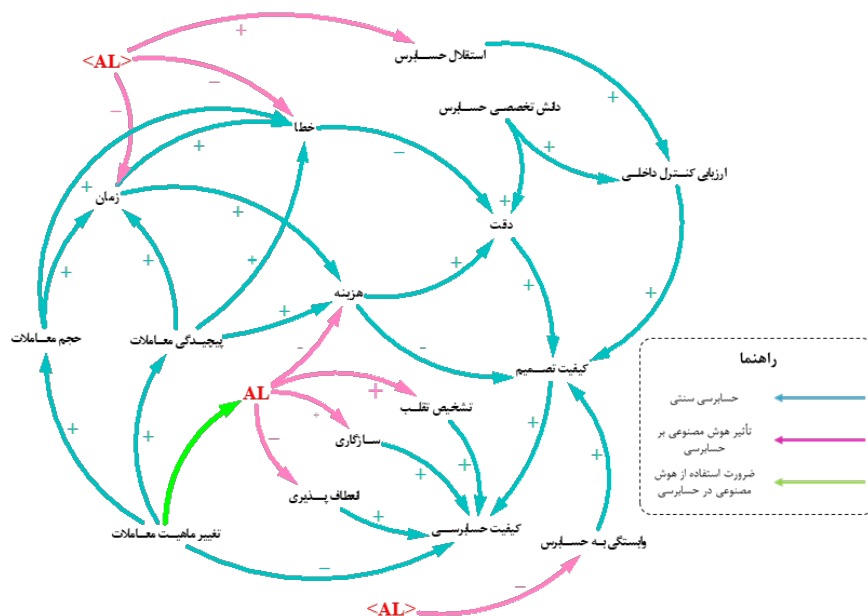 <AL>
+
استقلال حسابرس
−
−
+
دانش تخصصی حسابرس
خطا
+
+
−
+
ارزیابی کنترل داخلی
زمان
+
+
+
دقت
+
+
+
+
+
هزینه
+
حجم معاملات
پیچیدگی معاملات
-
-
کیفیت تصمیم
راهنما
حسابرسی سنتی
تأثیر هوش مصنوعی بر
حسابرسی
ضرورت استفاده از هوش
مصنوعی در حسابرسی
AL
+
تشخیص تقلب
+
سازگاری
−
+
+
+
+
+
+
انعطاف پذیری
+
تغییر ماهیت معاملات
کیفیت حسابرسی
وابستگی به حسابرس
−
−
<AL>